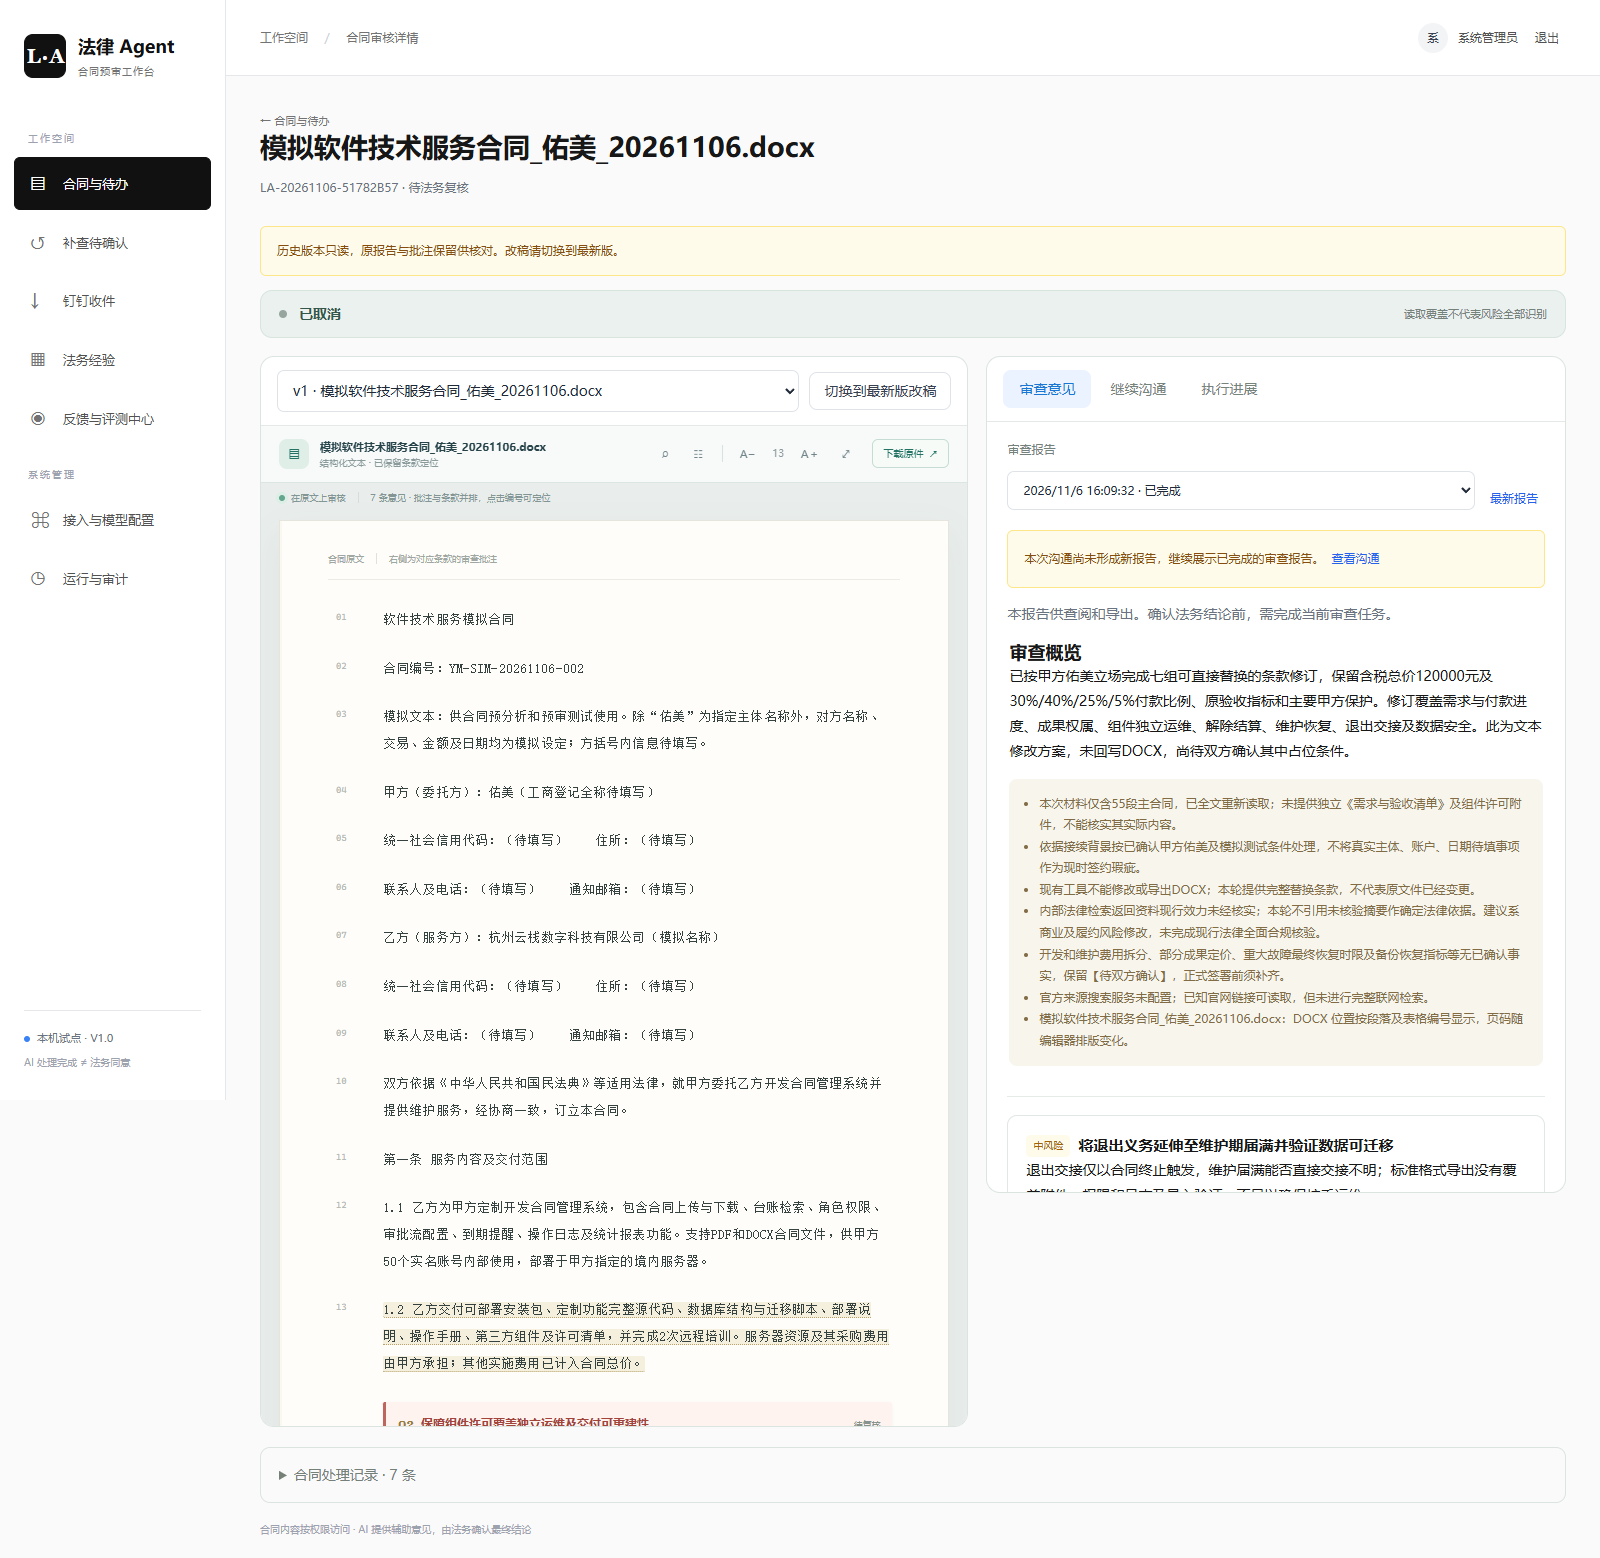 L·A
法律 Agent
合同预审工作台
工作空间
合同与待办
补查待确认
钉钉收件
法务经验
反馈与评测中心
系统管理
接入与模型配置
运行与审计
本机试点 · V1.0
AI 处理完成 ≠ 法务同意
工作空间 / 合同审核详情
系 系统管理员 退出
← 合同与待办
模拟软件技术服务合同_佑美_20261106.docx
LA-20261106-51782B57 · 待法务复核
历史版本只读，原报告与批注保留供核对。改稿请切换到最新版。
已取消
读取覆盖不代表风险全部识别
v1 · 模拟软件技术服务合同_佑美_20261106.docx
切换到最新版改稿
模拟软件技术服务合同_佑美_20261106.docx
结构化文本 · 已保留条款定位
A− 13 A+
下载原件 ↗
在原文上审核 7 条意见 · 批注与条款并排，点击编号可定位
合同原文 右侧为对应条款的审查批注
01 软件技术服务模拟合同
02 合同编号：YM-SIM-20261106-002
03 模拟文本：供合同预分析和预审测试使用。除“佑美”为指定主体名称外，对方名称、
交易、金额及日期均为模拟设定；方括号内信息待填写。
04 甲方（委托方）：佑美（工商登记全称待填写）
05 统一社会信用代码：（待填写） 住所：（待填写）
06 联系人及电话：（待填写） 通知邮箱：（待填写）
07 乙方（服务方）：杭州云栈数字科技有限公司（模拟名称）
08 统一社会信用代码：（待填写） 住所：（待填写）
09 联系人及电话：（待填写） 通知邮箱：（待填写）
10 双方依据《中华人民共和国民法典》等适用法律，就甲方委托乙方开发合同管理系统并
提供维护服务，经协商一致，订立本合同。
11 第一条 服务内容及交付范围
12 1.1 乙方为甲方定制开发合同管理系统，包含合同上传与下载、台账检索、角色权限、
审批流配置、到期提醒、操作日志及统计报表功能。支持PDF和DOCX合同文件，供甲方
50个实名账号内部使用，部署于甲方指定的境内服务器。
13 1.2 乙方交付可部署安装包、定制功能完整源代码、数据库结构与迁移脚本、部署说
明、操作手册、第三方组件及许可清单，并完成2次远程培训。服务器资源及其采购费用
由甲方承担；其他实施费用已计入合同总价。
02 保障组件许可覆盖独立运维及交付可重建性 待复核
审查意见 继续沟通 执行进展
审查报告
2026/11/6 16:09:32 · 已完成
最新报告
本次沟通尚未形成新报告，继续展示已完成的审查报告。 查看沟通
本报告供查阅和导出。确认法务结论前，需完成当前审查任务。
审查概览
已按甲方佑美立场完成七组可直接替换的条款修订，保留含税总价120000元及
30%/40%/25%/5%付款比例、原验收指标和主要甲方保护。修订覆盖需求与付款进
度、成果权属、组件独立运维、解除结算、维护恢复、退出交接及数据安全。此为文本
修改方案，未回写DOCX，尚待双方确认其中占位条件。
本次材料仅含55段主合同，已全文重新读取；未提供独立《需求与验收清单》及组件许可附
件，不能核实其实际内容。
依据接续背景按已确认甲方佑美及模拟测试条件处理，不将真实主体、账户、日期待填事项
作为现时签约瑕疵。
现有工具不能修改或导出DOCX；本轮提供完整替换条款，不代表原文件已经变更。
内部法律检索返回资料现行效力未经核实；本轮不引用未核验摘要作确定法律依据。建议系
商业及履约风险修改，未完成现行法律全面合规核验。
开发和维护费用拆分、部分成果定价、重大故障最终恢复时限及备份恢复指标等无已确认事
实，保留【待双方确认】，正式签署前须补齐。
官方来源搜索服务未配置；已知官网链接可读取，但未进行完整联网检索。
模拟软件技术服务合同_佑美_20261106.docx：DOCX 位置按段落及表格编号显示，页码随
编辑器排版变化。
中风险 将退出义务延伸至维护期届满并验证数据可迁移
退出交接仅以合同终止触发，维护届满能否直接交接不明；标准格式导出没有覆
合同处理记录 · 7 条
合同内容按权限访问 · AI 提供辅助意见，由法务确认最终结论